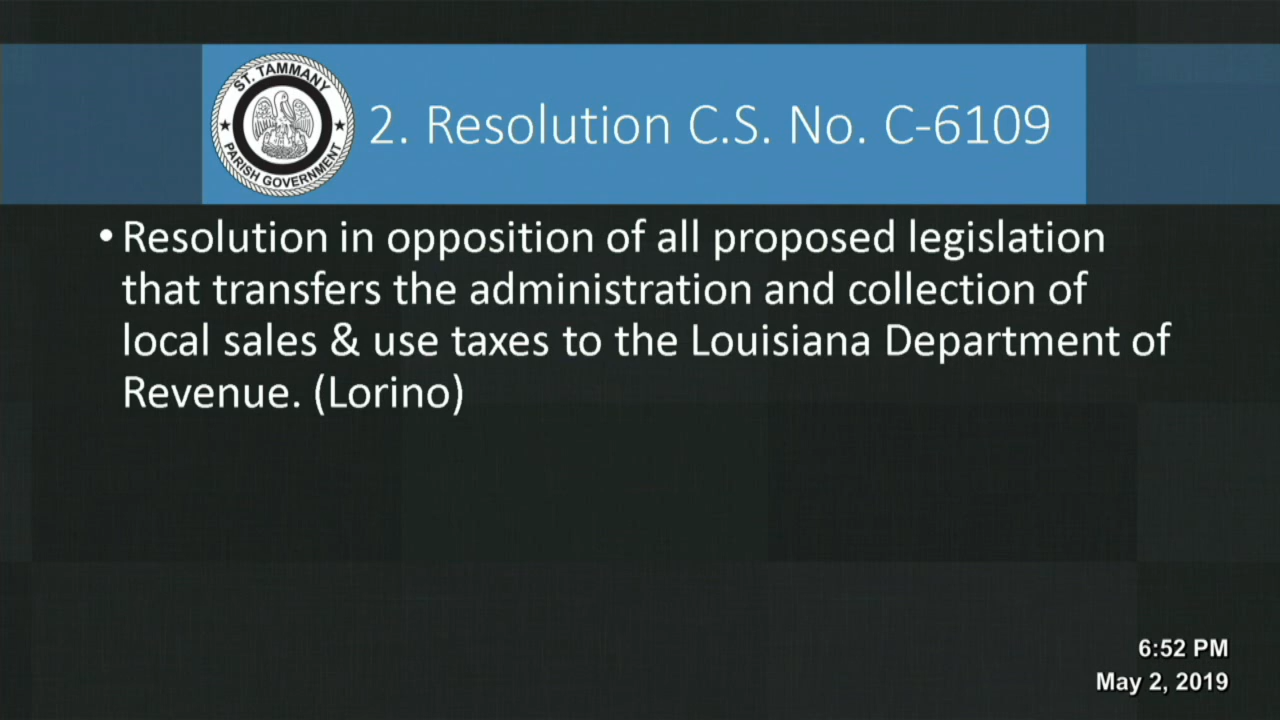 ST. TAMMANY
PARISH GOVERNMENT
2. Resolution C.S. No. C-6109
• Resolution in opposition of all proposed legislation
that transfers the administration and collection of
local sales & use taxes to the Louisiana Department of
Revenue. (Lorino)
6:52 PM
May 2, 2019